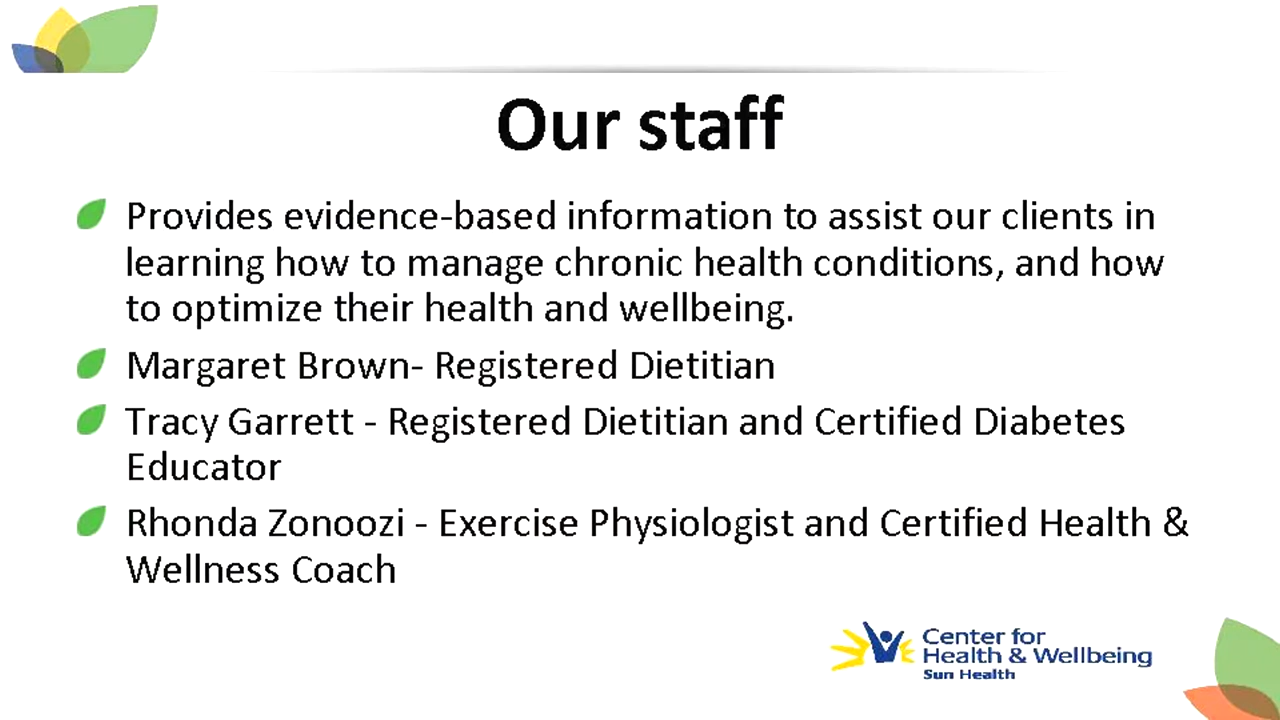 Our staff
Provides evidence-based information to assist our clients in
learning how to manage chronic health conditions, and how
to optimize their health and wellbeing.
Margaret Brown- Registered Dietitian
Tracy Garrett - Registered Dietitian and Certified Diabetes
Educator
Rhonda Zonoozi - Exercise Physiologist and Certified Health &
Wellness Coach
Center for
Health & Wellbeing
Sun Health